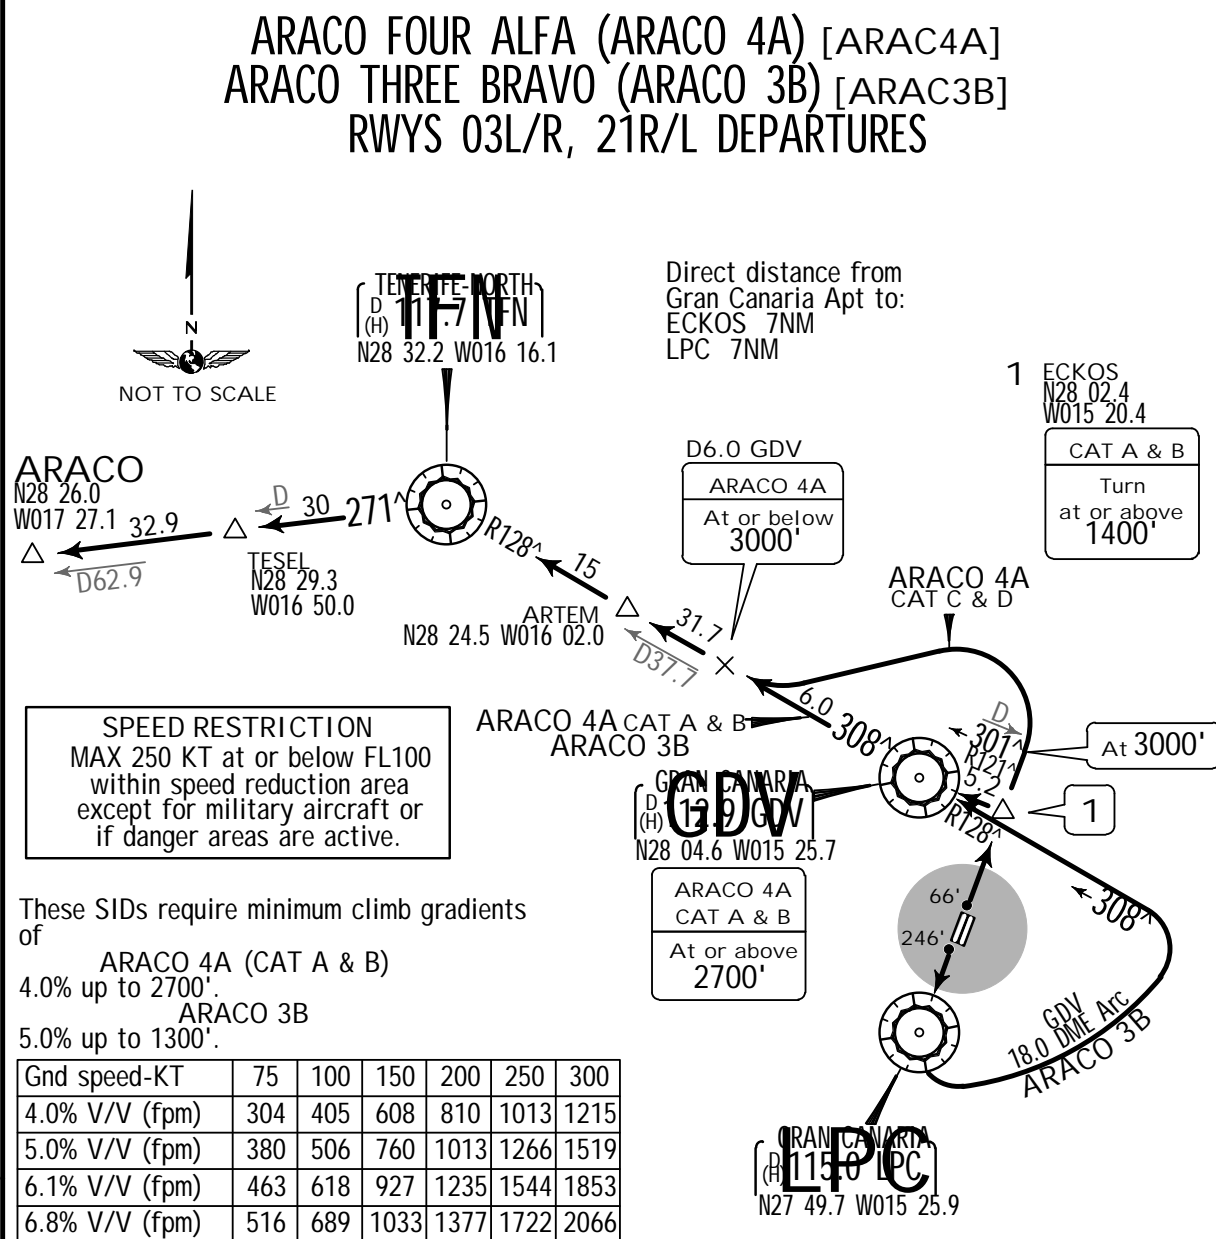 ARACO FOUR ALFA (ARACO 4A) [ARAC4A]
ARACO THREE BRAVO (ARACO 3B) [ARAC3B]
RWYS 03L/R, 21R/L DEPARTURES
N
NOT TO SCALE
TENERIFE-NORTH
D
(H) 117.7 TFN
TFN
N28 32.2 W016 16.1
Direct distance from
Gran Canaria Apt to:
ECKOS 7NM
LPC 7NM
1 ECKOS
N28 02.4
W015 20.4
CAT A & B
Turn
at or above
1400'
D6.0 GDV
ARACO 4A
At or below
3000'
ARACO
N28 26.0
W017 27.1
32.9
D62.9
D
30
271^
TESEL
N28 29.3
W016 50.0
R128^
15
ARTEM
N28 24.5 W016 02.0
31.7
D37.7
ARACO 4A
CAT C & D
6.0
308^
ARACO 4A CAT A & B
ARACO 3B
D
301^
R121^
5.2
At 3000'
1
R128^
GRAN CANARIA
D
(H) 112.9 GDV
GDV
N28 04.6 W015 25.7
ARACO 4A
CAT A & B
At or above
2700'
66'
246'
308^
GDV
18.0 DME Arc
ARACO 3B
GRAN CANARIA
D
(H) 115.0 LPC
LPC
N27 49.7 W015 25.9
SPEED RESTRICTION
MAX 250 KT at or below FL100
within speed reduction area
except for military aircraft or
if danger areas are active.
These SIDs require minimum climb gradients
of
ARACO 4A (CAT A & B)
4.0% up to 2700'.
ARACO 3B
5.0% up to 1300'.
Gnd speed-KT 75 100 150 200 250 300
4.0% V/V (fpm) 304 405 608 810 1013 1215
5.0% V/V (fpm) 380 506 760 1013 1266 1519
6.1% V/V (fpm) 463 618 927 1235 1544 1853
6.8% V/V (fpm) 516 689 1033 1377 1722 2066